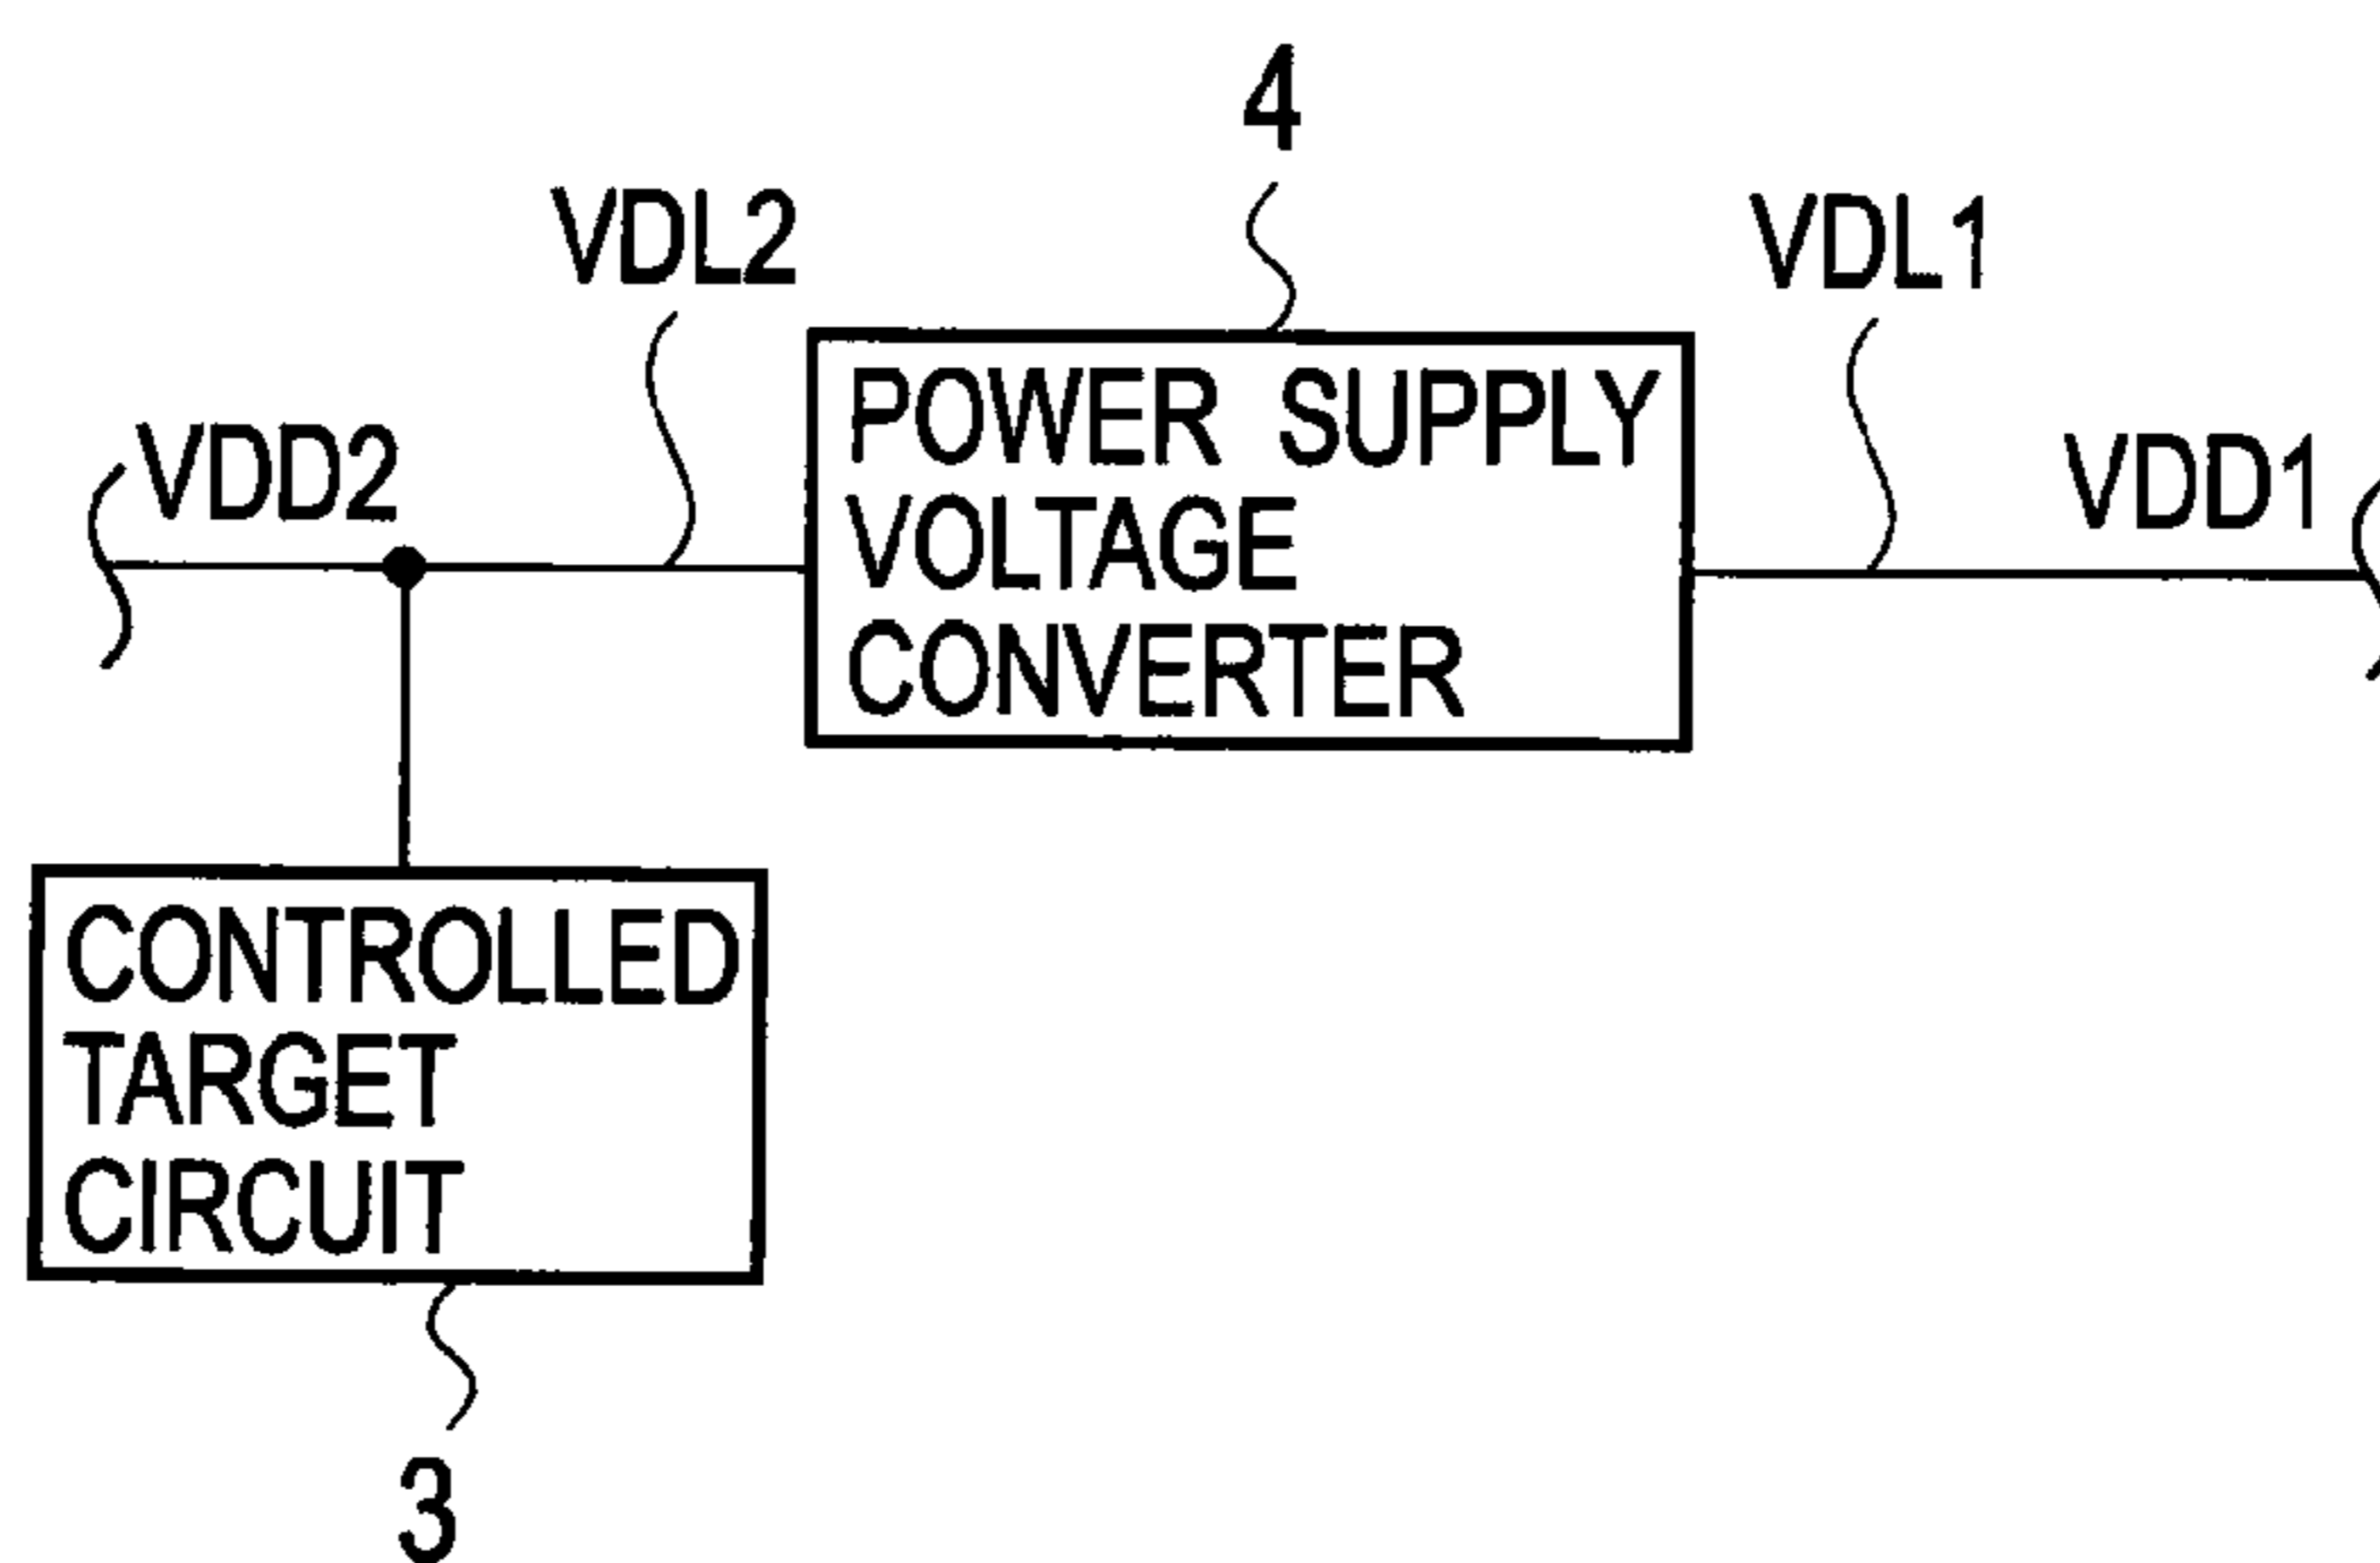 4
VDL2
VDL1
VDD2
VDD1
POWER SUPPLY
VOLTAGE
CONVERTER
CONTROLLED
TARGET
CIRCUIT
3